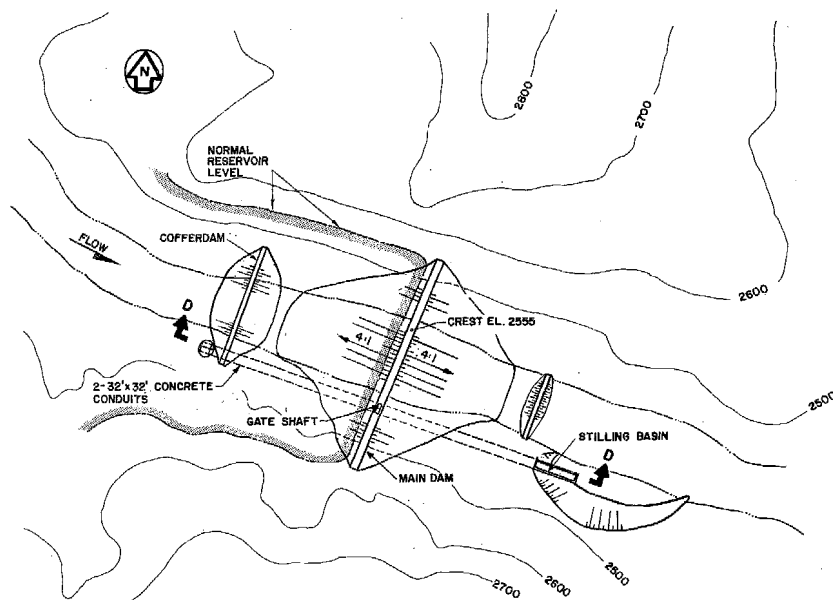 N
2800
2700
NORMAL
RESERVOIR
LEVEL
COFFERDAM
FLOW
2600
D
CREST EL. 2555
4:1
4:1
2-32'x 32' CONCRETE
CONDUITS
2500
GATE SHAFT
STILLING BASIN
D
MAIN DAM
2500
2600
2700